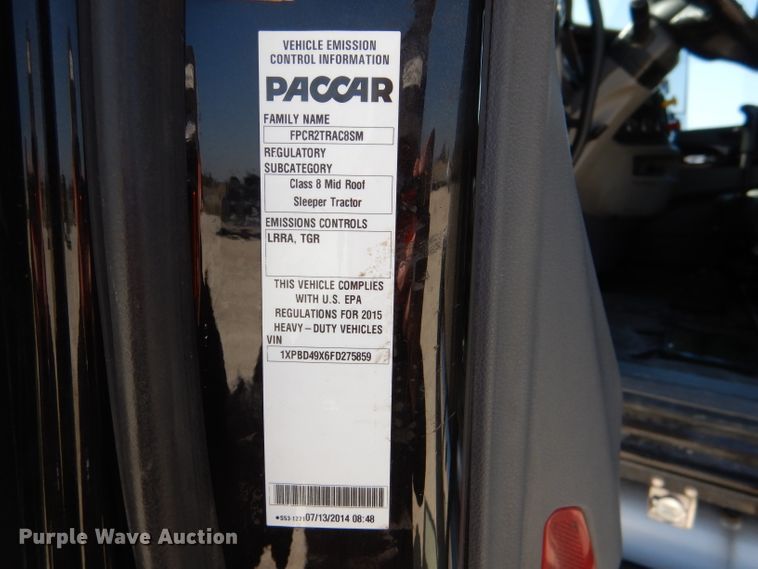 VEHICLE EMISSION
CONTROL INFORMATION
PACCAR
FAMILY NAME
FPCR2TRAC8SM
REGULATORY
SUBCATEGORY
Class 8 Mid Roof
Sleeper Tractor
EMISSIONS CONTROLS
LRRA, TGR
THIS VEHICLE COMPLIES
WITH U.S. EPA
REGULATIONS FOR 2015
HEAVY-DUTY VEHICLES
VIN
1XPBD49X6FD275859
S53-1271 07/13/2014 08:48
Purple Wave Auction